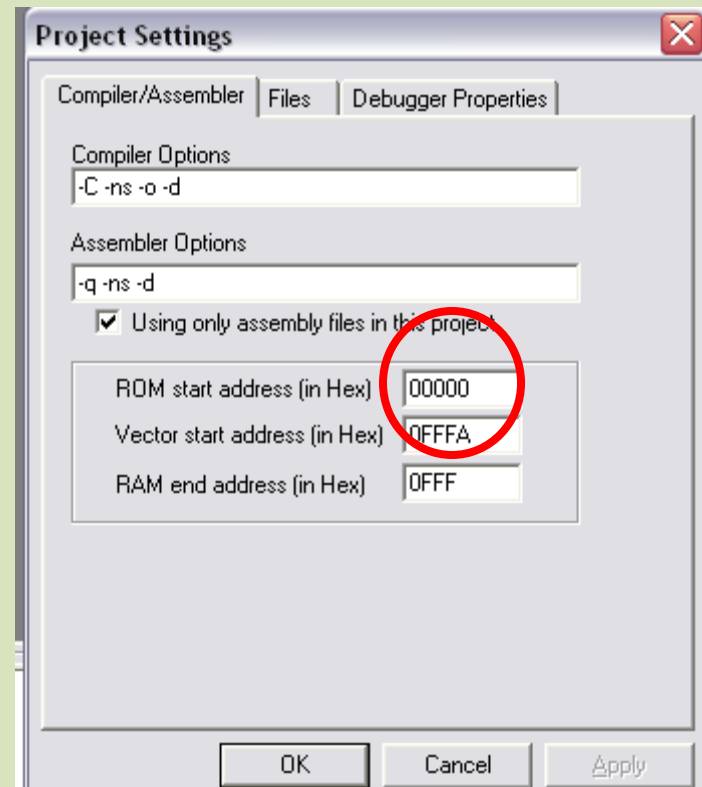 Project Settings
Compiler/Assembler Files Debugger Properties
Compiler Options
-C -ns -o -d
Assembler Options
-q -ns -d
Using only assembly files in this project
ROM start address (in Hex) 00000
Vector start address (in Hex) 0FFFA
RAM end address (in Hex) 0FFF
OK Cancel Apply